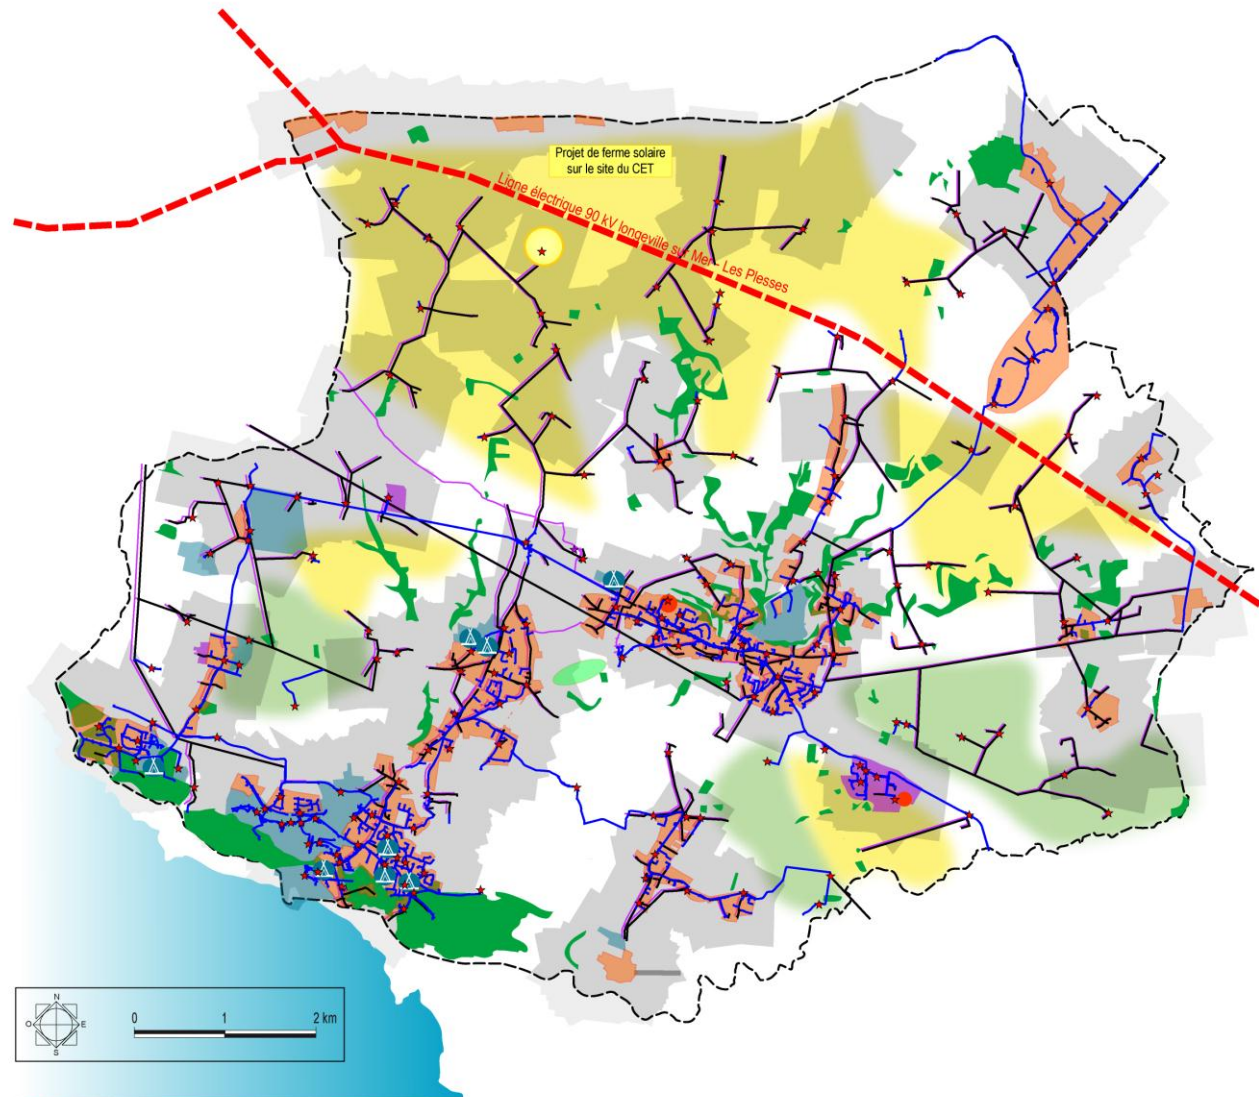 Projet de ferme solaire
sur le site du CET
Ligne électrique 90 kV longeville sur Mer - Les Plesses
N
O
E
S
0
1
2 km